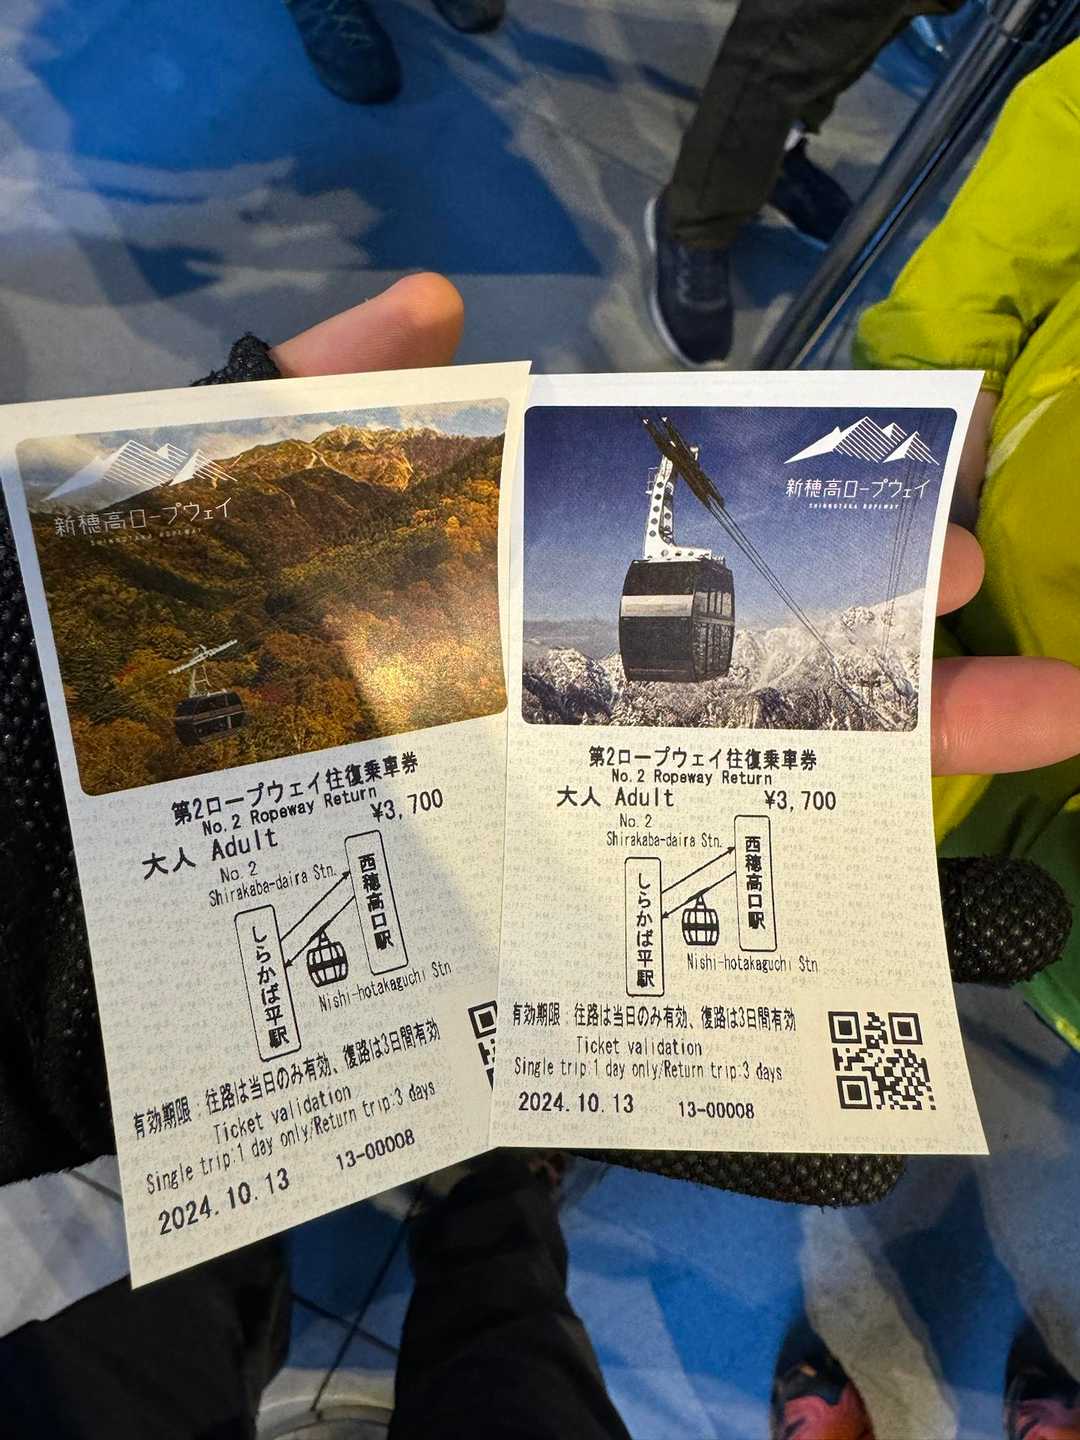 新穂高ロープウェイ
SHINHOTAKA ROPEWAY
第2ロープウェイ往復乗車券
No.2 Ropeway Return
大人 Adult ¥3,700
No.2
Shirakaba-daira Stn.
西穂高口駅
しらかば平駅
Nishi-hotakaguchi Stn
有効期限：往路は当日のみ有効、復路は3日間有効
Ticket validation
Single trip:1 day only/Return trip:3 days
2024.10.13 13-00008
新穂高ロープウェイ
SHINHOTAKA ROPEWAY
第2ロープウェイ往復乗車券
No.2 Ropeway Return
大人 Adult ¥3,700
No.2
Shirakaba-daira Stn.
西穂高口駅
しらかば平駅
Nishi-hotakaguchi Stn
有効期限：往路は当日のみ有効、復路は3日間有効
Ticket validation
Single trip:1 day only/Return trip:3 days
2024.10.13 13-00008